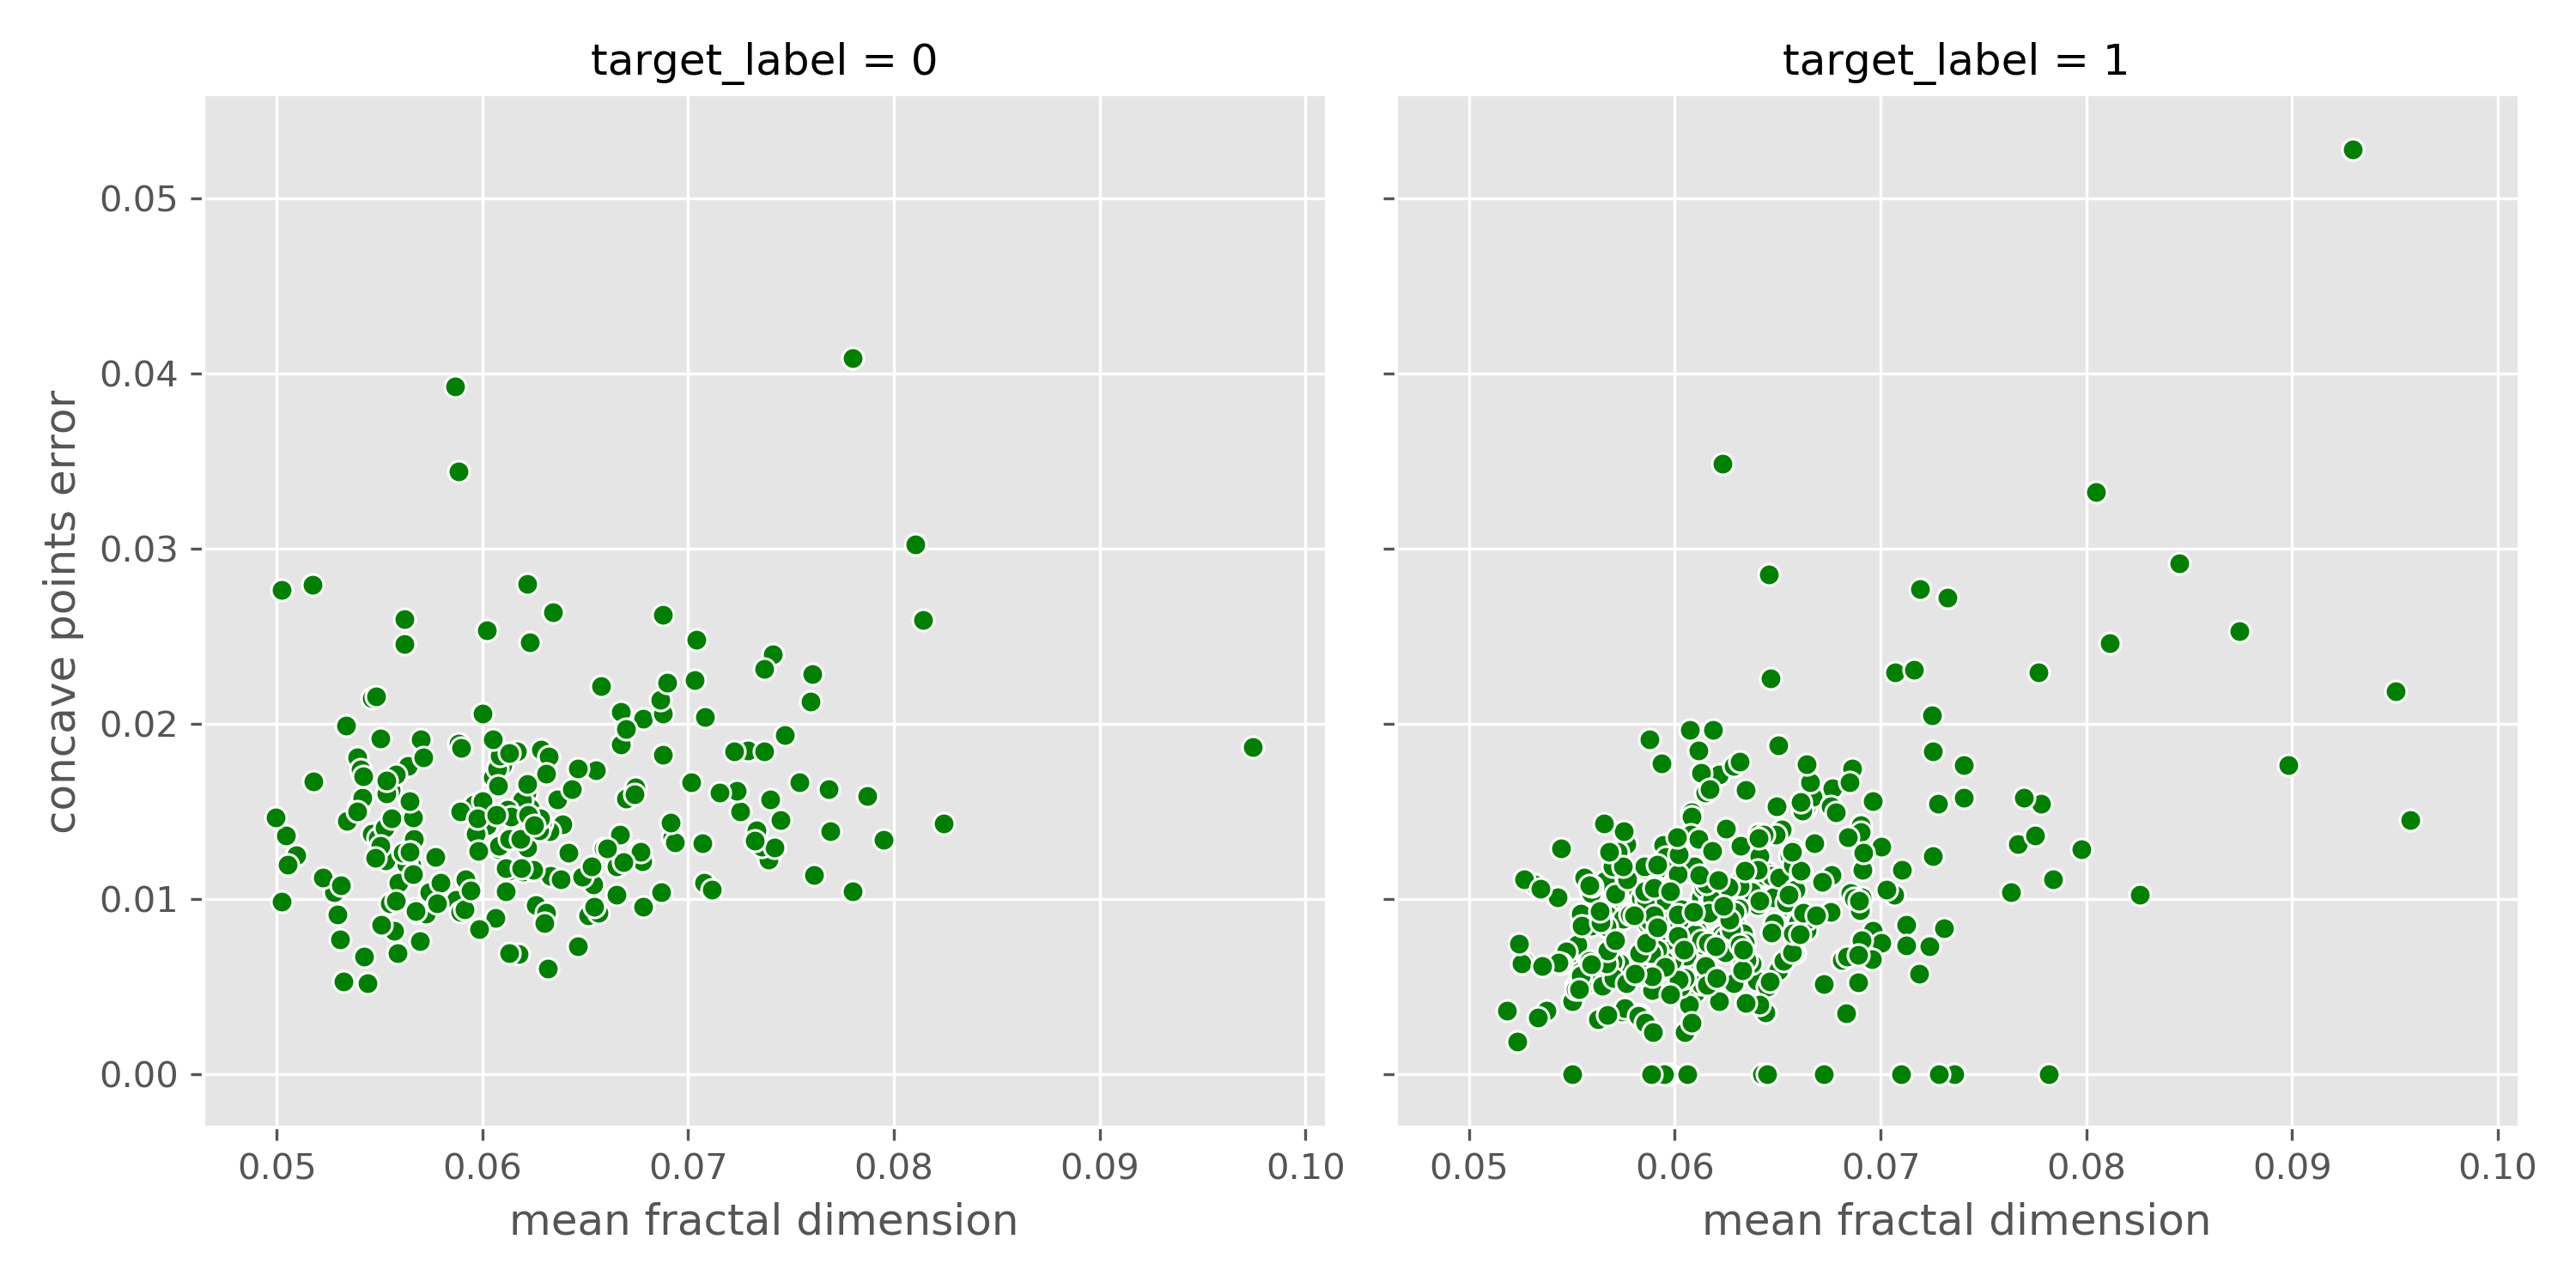 target_label = 0
target_label = 1
concave points error
0.05
0.04
0.03
0.02
0.01
0.00
0.05 0.06 0.07 0.08 0.09 0.10
0.05 0.06 0.07 0.08 0.09 0.10
mean fractal dimension
mean fractal dimension